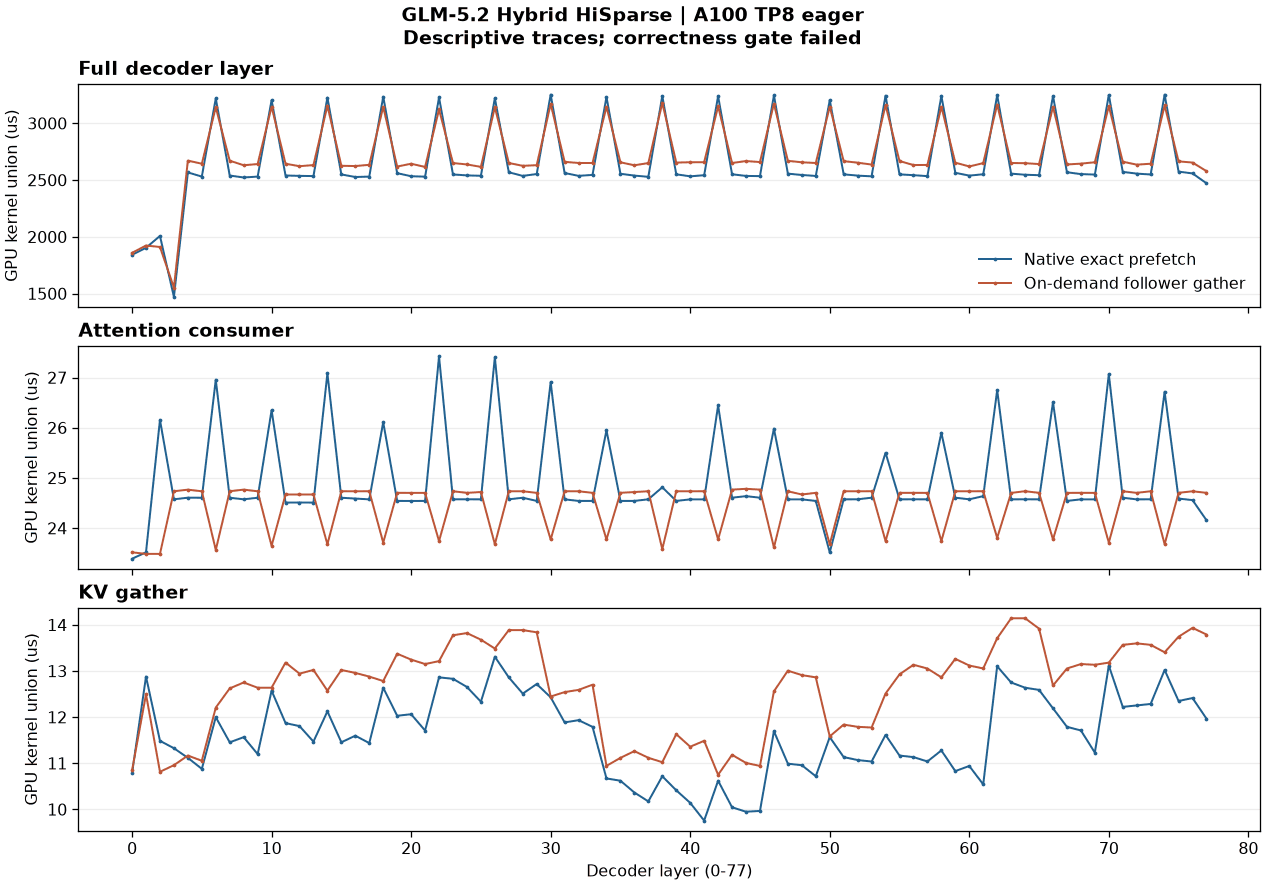 GLM-5.2 Hybrid HiSparse | A100 TP8 eager
Descriptive traces; correctness gate failed
Full decoder layer
GPU kernel union (us)
3000
2500
2000
1500
Native exact prefetch
On-demand follower gather
Attention consumer
GPU kernel union (us)
27
26
25
24
KV gather
GPU kernel union (us)
14
13
12
11
10
0 10 20 30 40 50 60 70 80
Decoder layer (0-77)